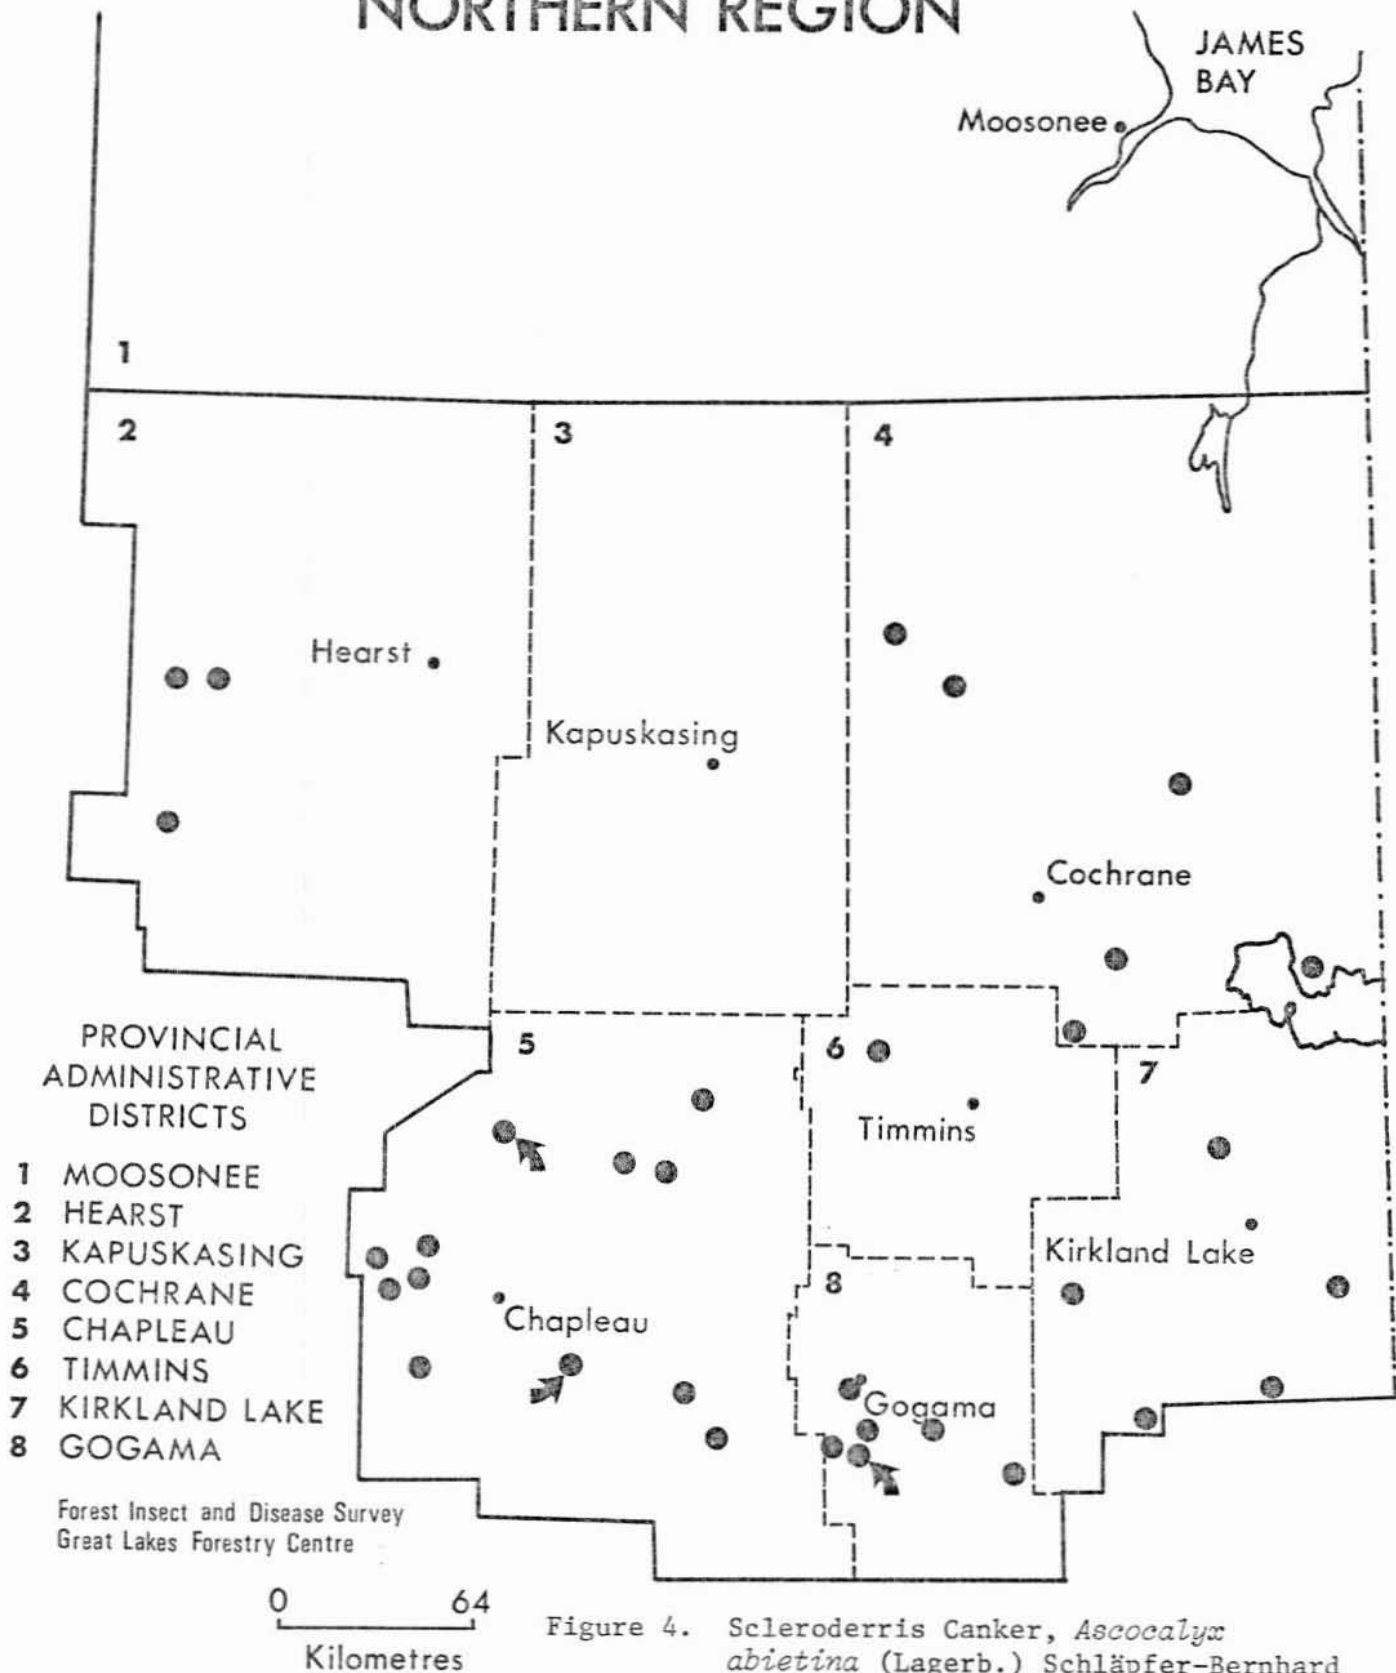 NORTHERN REGION
JAMES
BAY
Moosonee
1
2
3
4
Hearst
Kapuskasing
Cochrane
5
6
7
Timmins
PROVINCIAL
ADMINISTRATIVE
DISTRICTS
1 MOOSONEE
2 HEARST
3 KAPUSKASING
4 COCHRANE
5 CHAPLEAU
6 TIMMINS
7 KIRKLAND LAKE
8 GOGAMA
Kirkland Lake
8
Chapleau
Gogama
Forest Insect and Disease Survey
Great Lakes Forestry Centre
0 64
Kilometres
Figure 4. Scleroderris Canker, Ascocalyx
abietina (Lagerb.) Schläpfer-Bernhard